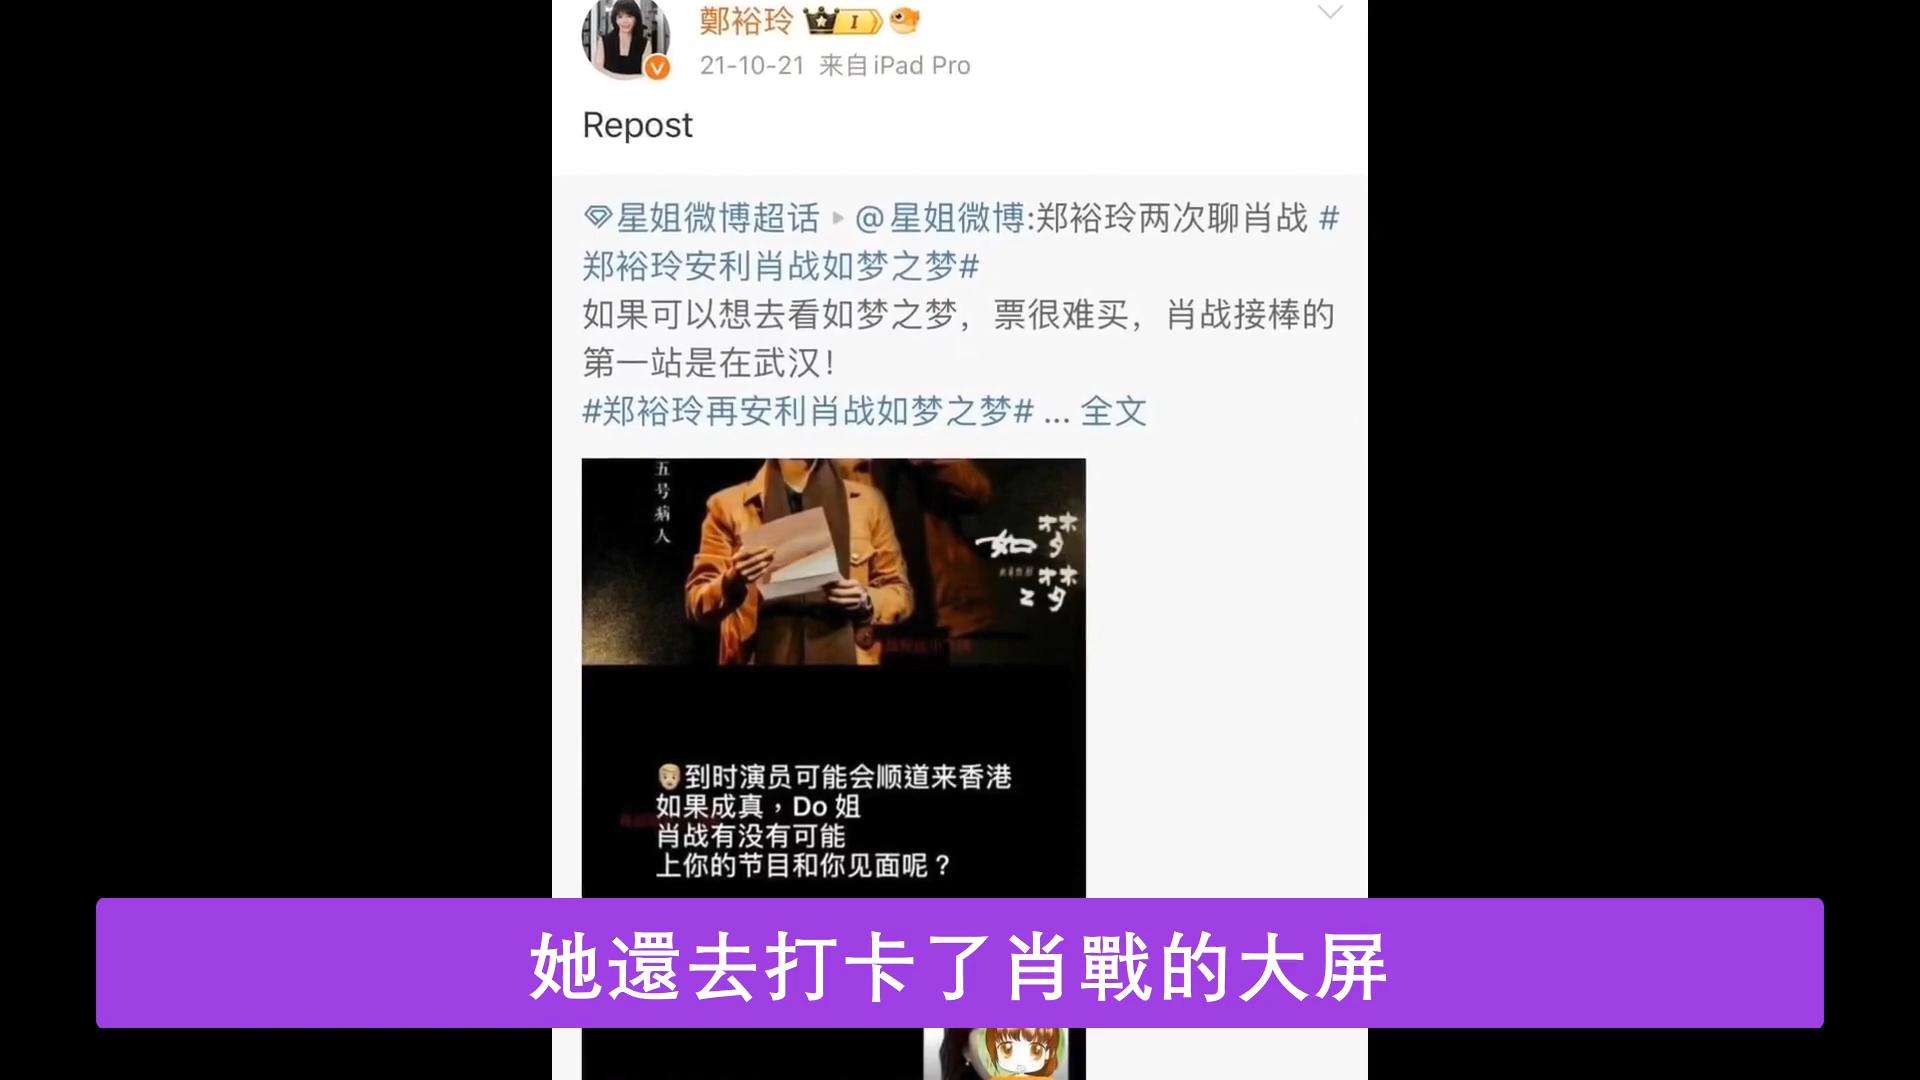 鄭裕玲 I
21-10-21 来自 iPad Pro
Repost
星姐微博超话 @星姐微博:郑裕玲两次聊肖战 #
郑裕玲安利肖战如梦之梦#
如果可以想去看如梦之梦，票很难买，肖战接棒的
第一站是在武汉！
#郑裕玲再安利肖战如梦之梦# ... 全文
五号病人
如梦之梦
到时演员可能会顺道来香港
如果成真，Do 姐
肖战有没有可能
上你的节目和你见面呢？
她還去打卡了肖戰的大屏